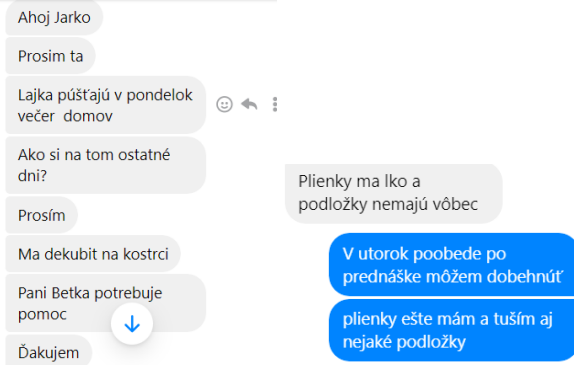 Ahoj Jarko
Prosim ta
Lajka púšťajú v pondelok
večer domov
Ako si na tom ostatné
dni?
Prosím
Ma dekubit na kostrci
Pani Betka potrebuje
pomoc
Ďakujem
Plienky ma lko a
podložky nemajú vôbec
V utorok poobede po
prednáške môžem dobehnúť
plienky ešte mám a tuším aj
nejaké podložky